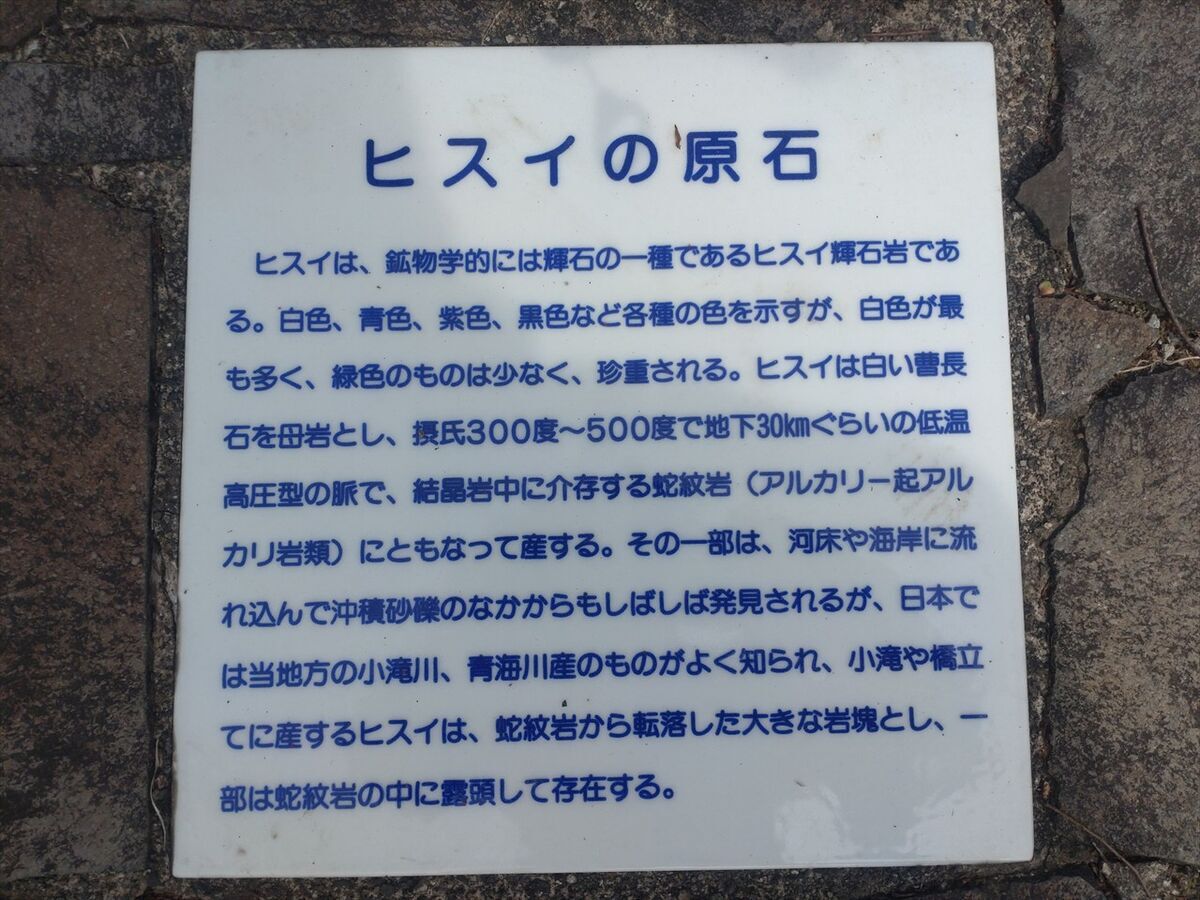 ヒスイの原石
ヒスイは、鉱物学的には輝石の一種であるヒスイ輝石岩であ
る。白色、青色、紫色、黒色など各種の色を示すが、白色が最
も多く、緑色のものは少なく、珍重される。ヒスイは白い曹長
石を母岩とし、摂氏300度〜500度で地下30kmぐらいの低温
高圧型の脈で、結晶岩中に介存する蛇紋岩（アルカリー起アル
カリ岩類）にともなって産する。その一部は、河床や海岸に流
れ込んで沖積砂礫のなかからもしばしば発見されるが、日本で
は当地方の小滝川、青海川産のものがよく知られ、小滝や橋立
てに産するヒスイは、蛇紋岩から転落した大きな岩塊とし、一
部は蛇紋岩の中に露頭して存在する。